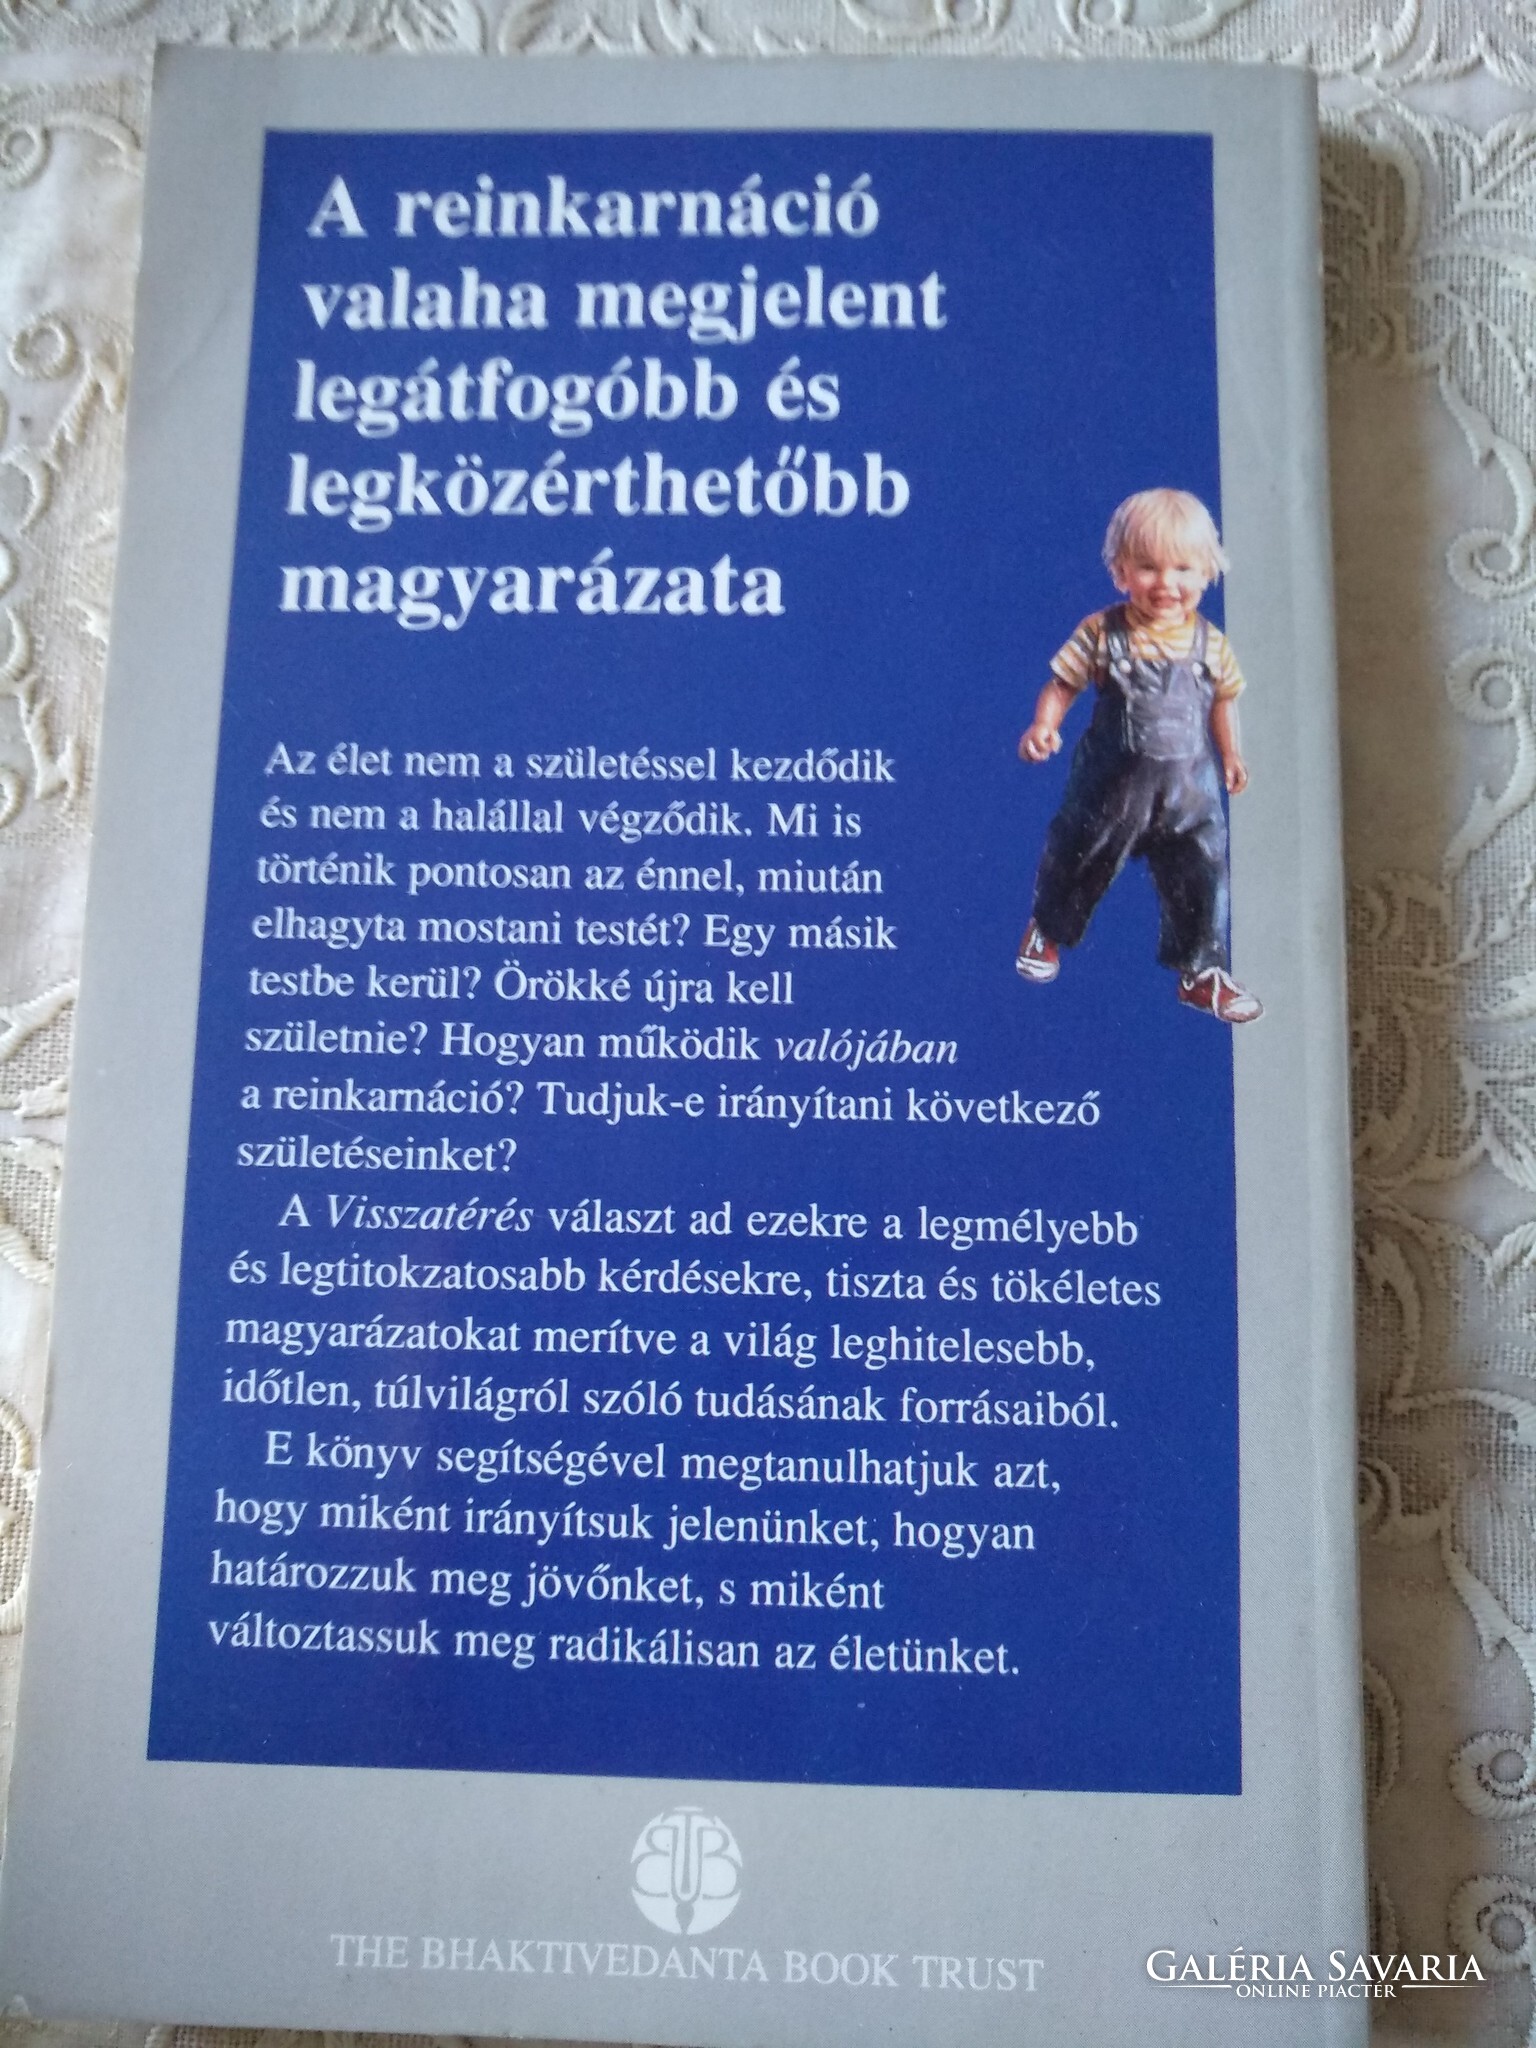 A reinkarnáció
valaha megjelent
legátfogóbb és
legközérthetőbb
magyarázata
Az élet nem a születéssel kezdődik
és nem a halállal végződik. Mi is
történik pontosan az énnel, miután
elhagyta mostani testét? Egy másik
testbe kerül? Örökké újra kell
születnie? Hogyan működik valójában
a reinkarnáció? Tudjuk-e irányítani következő
születéseinket?
A Visszatérés választ ad ezekre a legmélyebb
és legtitokzatosabb kérdésekre, tiszta és tökéletes
magyarázatokat merítve a világ leghitelesebb,
időtlen, túlvilágról szóló tudásának forrásaiból.
E könyv segítségével megtanulhatjuk azt,
hogy miként irányítsuk jelenünket, hogyan
határozzuk meg jövőnket, s miként
változtassuk meg radikálisan az életünket.
BBT
THE BHAKTIVEDANTA BOOK TRUST
GALÉRIA SAVARIA
ONLINE PIACTÉR